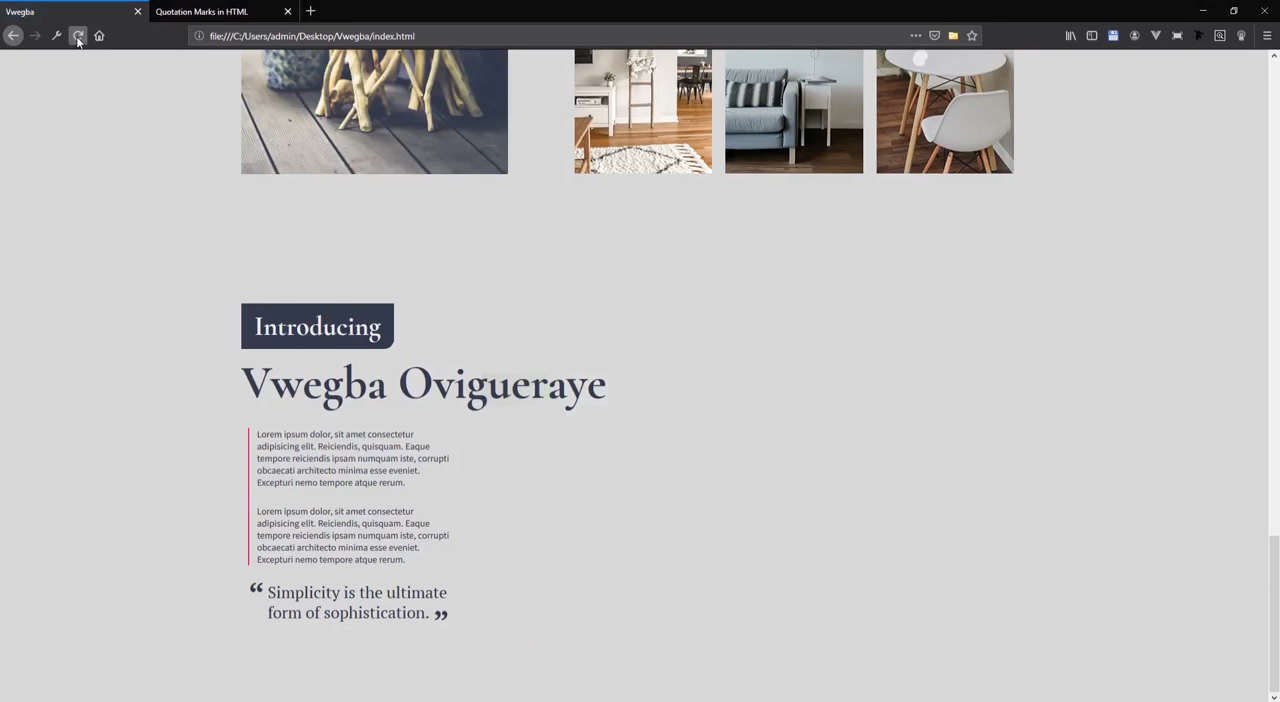 Vwegba
Quotation Marks in HTML
file:///C:/Users/admin/Desktop/Vwegba/index.html
Introducing
Vwegba Ovigueraye
Lorem ipsum dolor, sit amet consectetur
adipisicing elit. Reiciendis, quisquam. Eaque
tempore reiciendis ipsam numquam iste, corrupti
obcaecati architecto minima esse eveniet.
Excepturi nemo tempore atque rerum.
Lorem ipsum dolor, sit amet consectetur
adipisicing elit. Reiciendis, quisquam. Eaque
tempore reiciendis ipsam numquam iste, corrupti
obcaecati architecto minima esse eveniet.
Excepturi nemo tempore atque rerum.
“ Simplicity is the ultimate
form of sophistication. ”